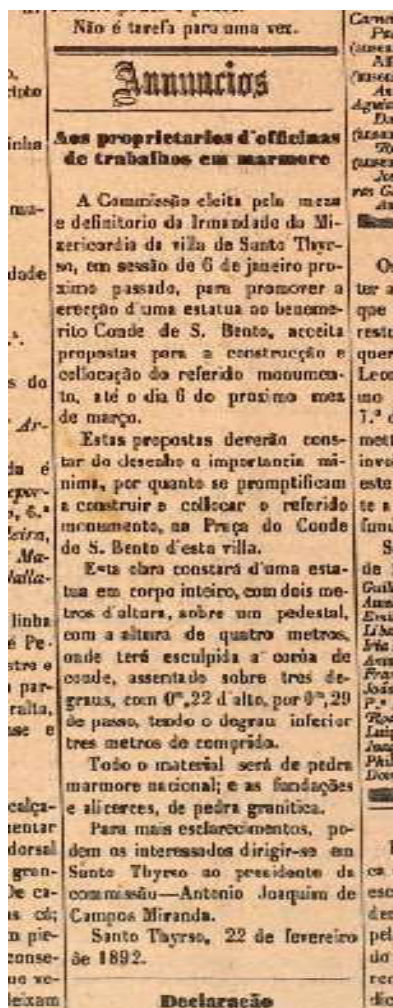 Não é tarefa para uma vez.
Annuncios
Aos proprietarios d'officinas
de trabalhos em marmore
A Commissão eleita pela meza
e definitorio da Irmandade da Mi-
zericordia da villa de Santo Thyr-
so, em sessão de 6 de janeiro pro-
ximo passado, para promover a
erecção d'uma estatua ao beneme-
rito Conde de S. Bento, acceita
propostas para a construcção e
collocação do referido monumen-
to, até o dia 6 do proximo mez
de março.
Estas propostas deverão cons-
tar do desenho e importancia mi-
nima, por quanto se promptificam
a construir e collocar o referido
monumento, na Praça do Conde
de S. Bento d'esta villa.
Esta obra constará d'uma esta-
tua em corpo inteiro, com dois me-
tros d'altura, sobre um pedestal,
com a altura de quatro metros,
onde terá esculpida a corôa de
conde, assentado sobre tres de-
graus, com 0m,22 d'alto, por 0m,29
de passo, tendo o degrau inferior
tres metros de comprido.
Todo o material será de pedra
marmore nacional; e as fundações
e alicerces, de pedra granitica.
Para mais esclarecimentos, po-
dem os interessados dirigir-se em
Santo Thyrso ao presidente da
commissão—Antonio Joaquim de
Campos Miranda.
Santo Thyrso, 22 de fevereiro
de 1892.
Declaração